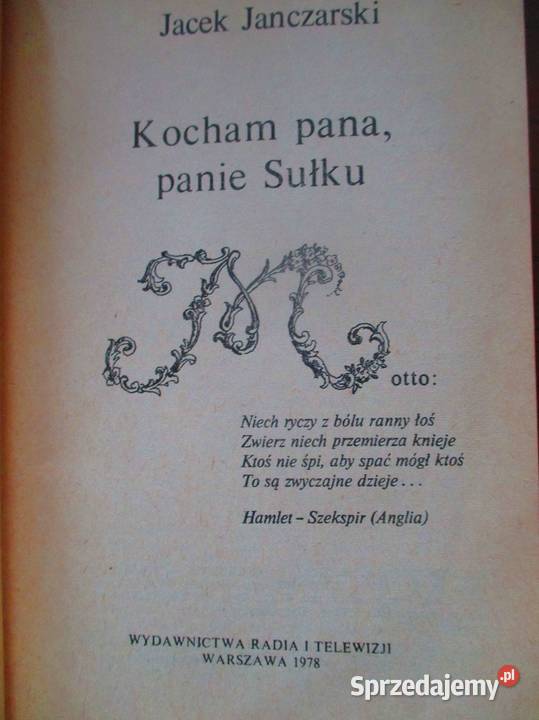 Jacek Janczarski
Kocham pana,
panie Sułku
Motto:
Niech ryczy z bólu ranny łoś
Zwierz niech przemierza knieje
Ktoś nie śpi, aby spać mógł ktoś
To są zwyczajne dzieje...
Hamlet – Szekspir (Anglia)
WYDAWNICTWA RADIA I TELEWIZJI
WARSZAWA 1978
Sprzedajemy.pl